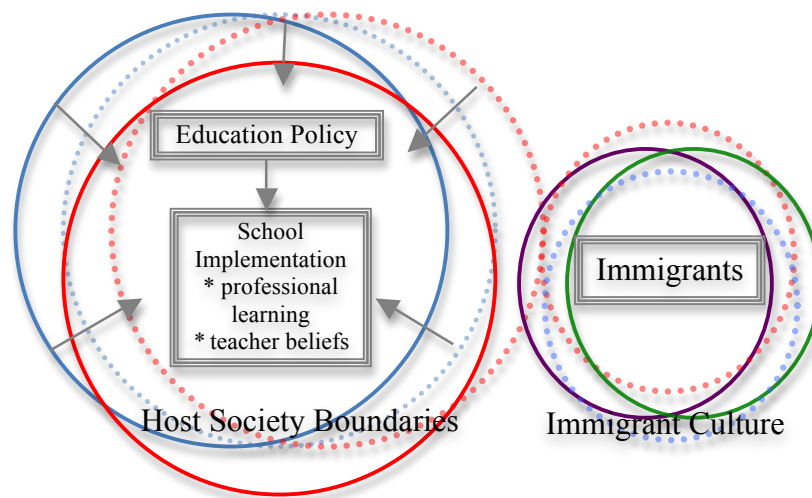 Education Policy
School
Implementation
* professional
learning
* teacher beliefs
Immigrants
Host Society Boundaries
Immigrant Culture